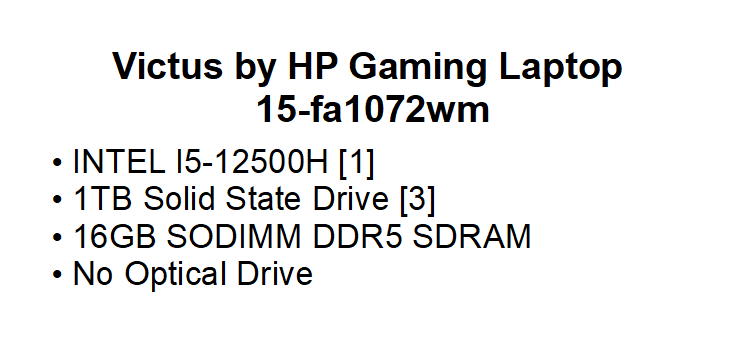 Victus by HP Gaming Laptop
15-fa1072wm
• INTEL I5-12500H [1]
• 1TB Solid State Drive [3]
• 16GB SODIMM DDR5 SDRAM
• No Optical Drive